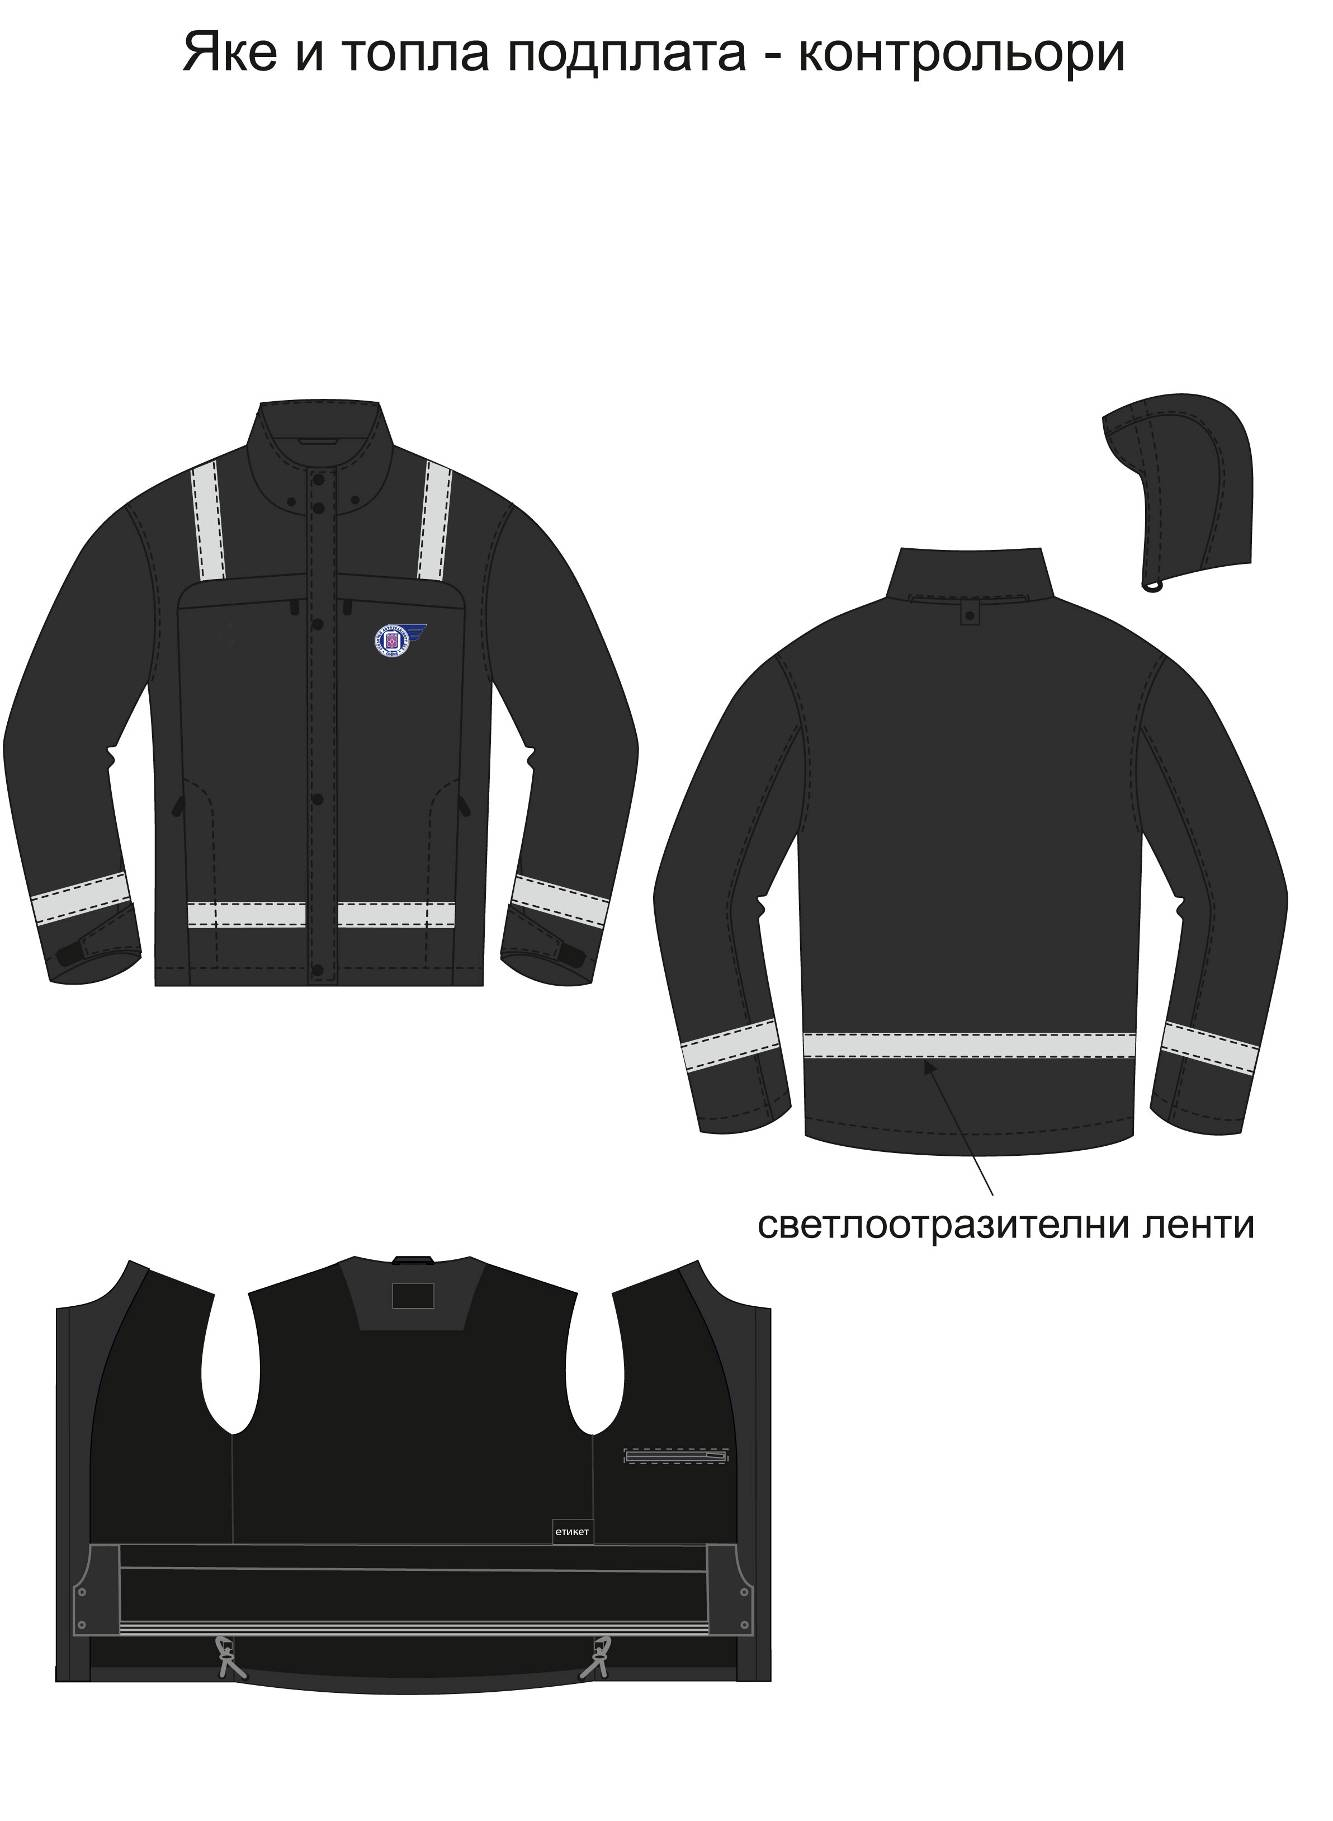 Яке и топла подплата - контрольори
светлоотразителни ленти
етикет